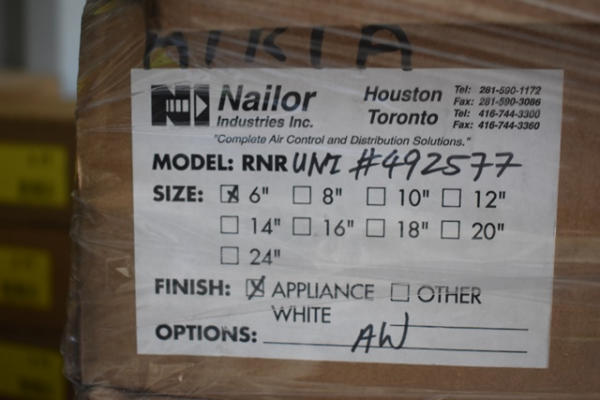 Nailor
Industries Inc.
Houston
Toronto
Tel: 281-590-1172
Fax: 281-590-3086
Tel: 416-744-3300
Fax: 416-744-3360
"Complete Air Control and Distribution Solutions."
MODEL: RNR UNI #492577
SIZE: 6" 8" 10" 12"
14" 16" 18" 20"
24"
FINISH: APPLIANCE OTHER
WHITE
OPTIONS: AW